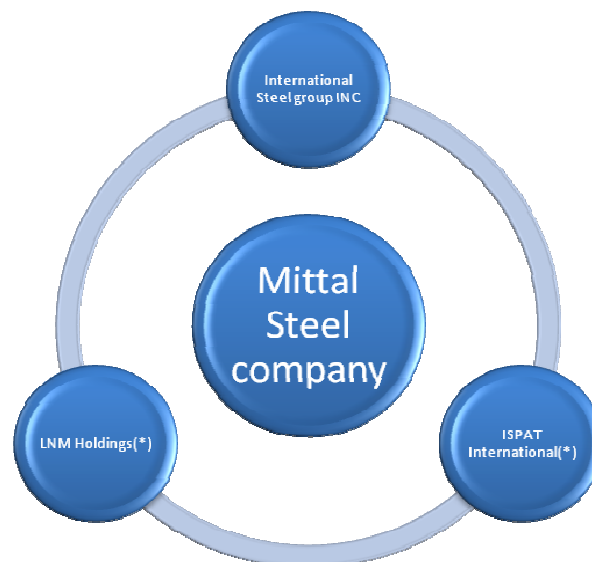 International
Steel group INC
Mittal
Steel
company
LNM Holdings(*)
ISPAT
International(*)